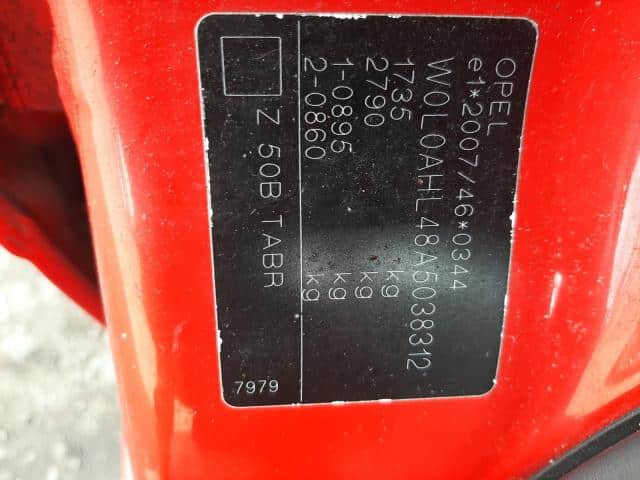 OPEL
e1*2007/46*0344
W0L0AHL48A5038312
1735 kg
2790 kg
1-0895 kg
2-0860 kg
Z 50B TABR
7979